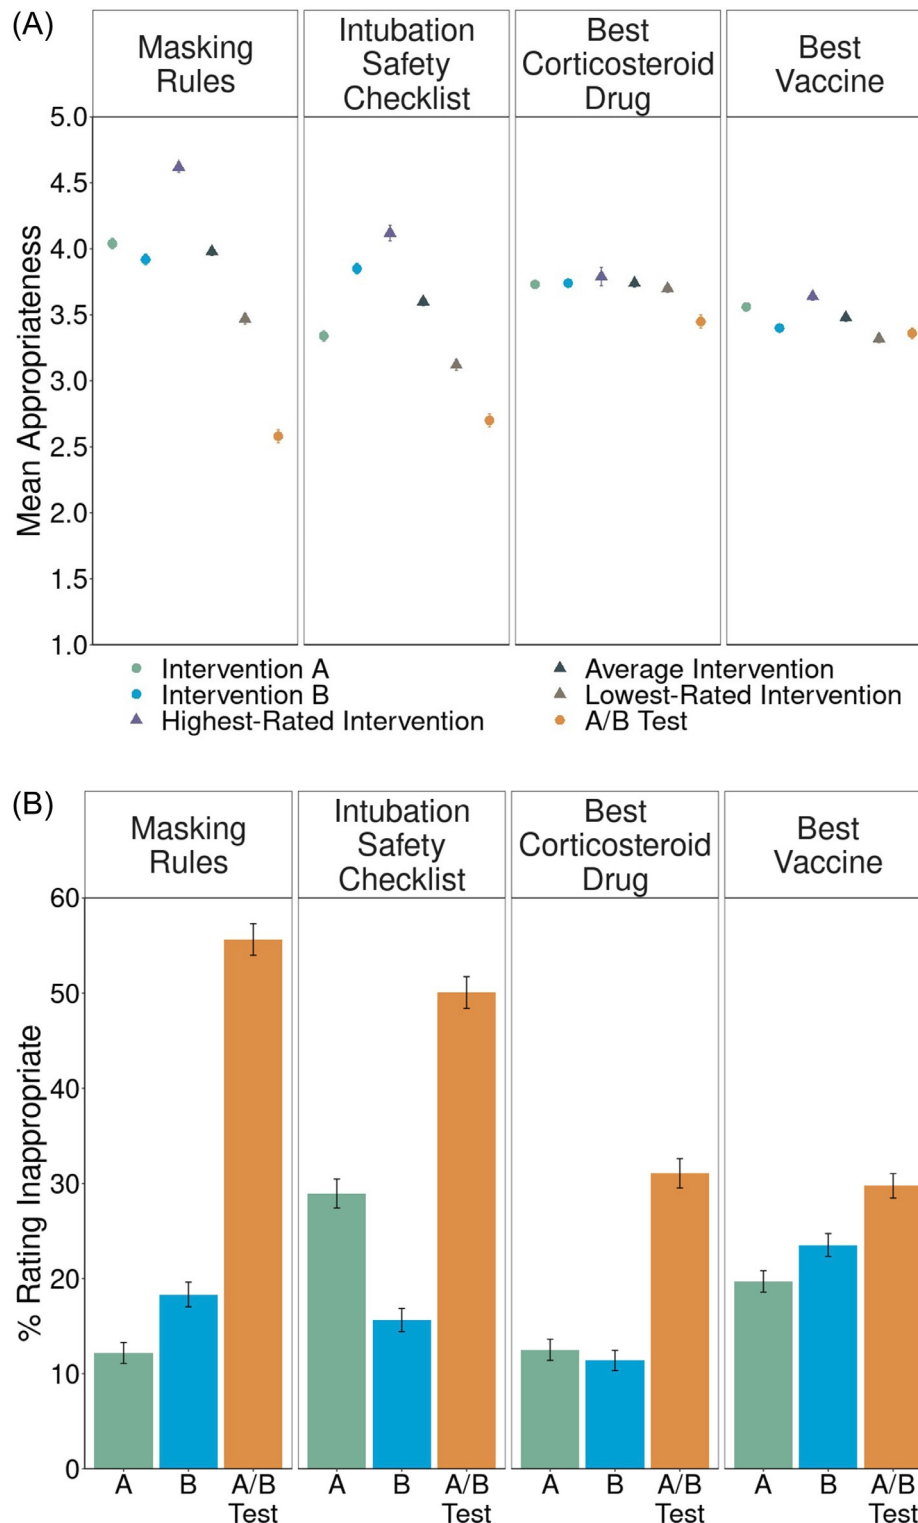 (A)
Masking
Rules
Intubation
Safety
Checklist
Best
Corticosteroid
Drug
Best
Vaccine
Mean Appropriateness
5.0
4.5
4.0
3.5
3.0
2.5
2.0
1.5
1.0
Intervention A
Intervention B
Highest-Rated Intervention
Average Intervention
Lowest-Rated Intervention
A/B Test
(B)
Masking
Rules
Intubation
Safety
Checklist
Best
Corticosteroid
Drug
Best
Vaccine
% Rating Inappropriate
60
50
40
30
20
10
0
A B A/B Test
A B A/B Test
A B A/B Test
A B A/B Test